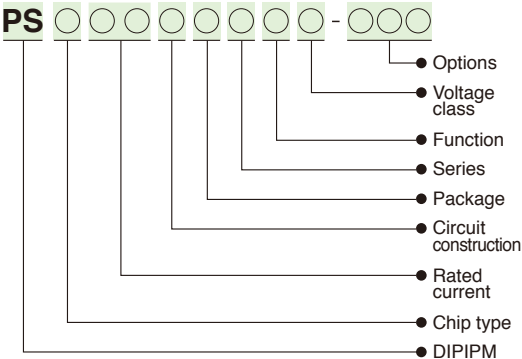 PS ○ ○○ ○ ○ ○ ○ ○ - ○○○
Options
Voltage
class
Function
Series
Package
Circuit
construction
Rated
current
Chip type
DIPIPM